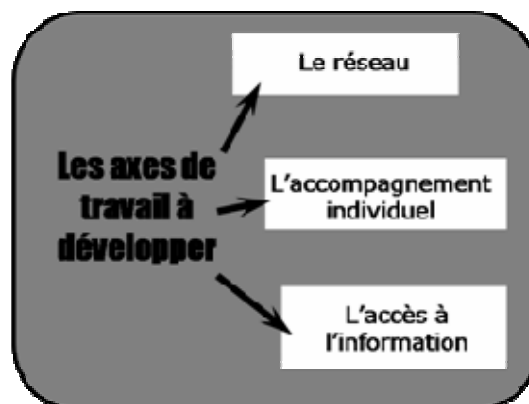 Le réseau
Les axes de
travail à
développer
L'accompagnement
individuel
L'accès à
l'information